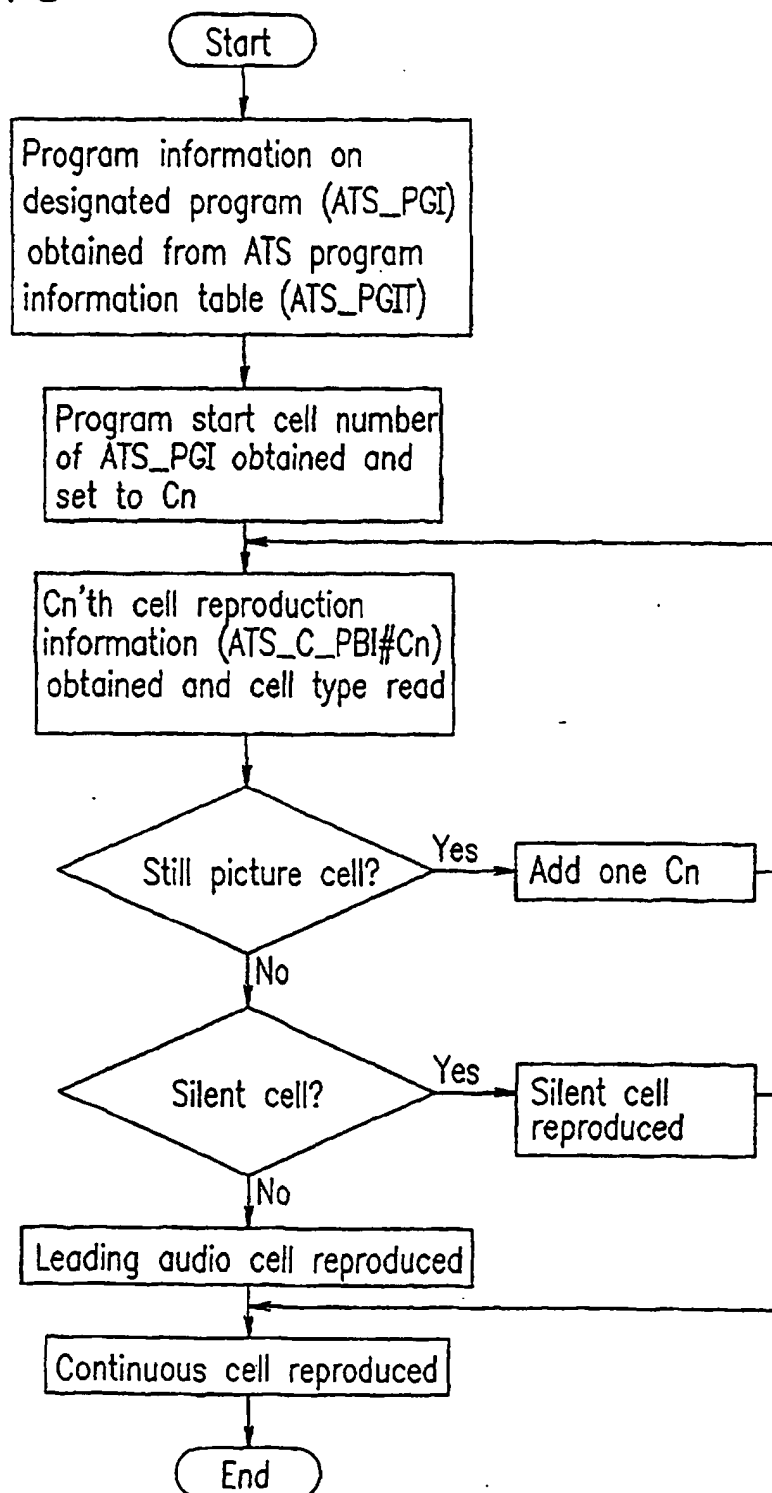 Start
Program information on
designated program (ATS_PGI)
obtained from ATS program
information table (ATS_PGIT)
Program start cell number
of ATS_PGI obtained and
set to Cn
Cn'th cell reproduction
information (ATS_C_PBI#Cn)
obtained and cell type read
Still picture cell?
Yes
Add one Cn
No
Silent cell?
Yes
Silent cell
reproduced
No
Leading audio cell reproduced
Continuous cell reproduced
End